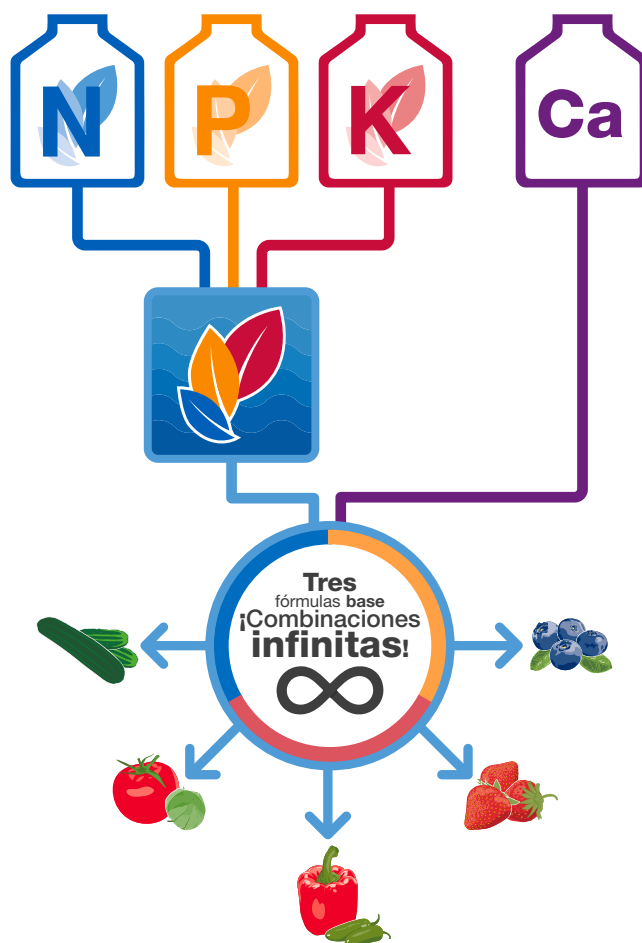 N P K Ca
Tres
fórmulas base
¡Combinaciones
infinitas!